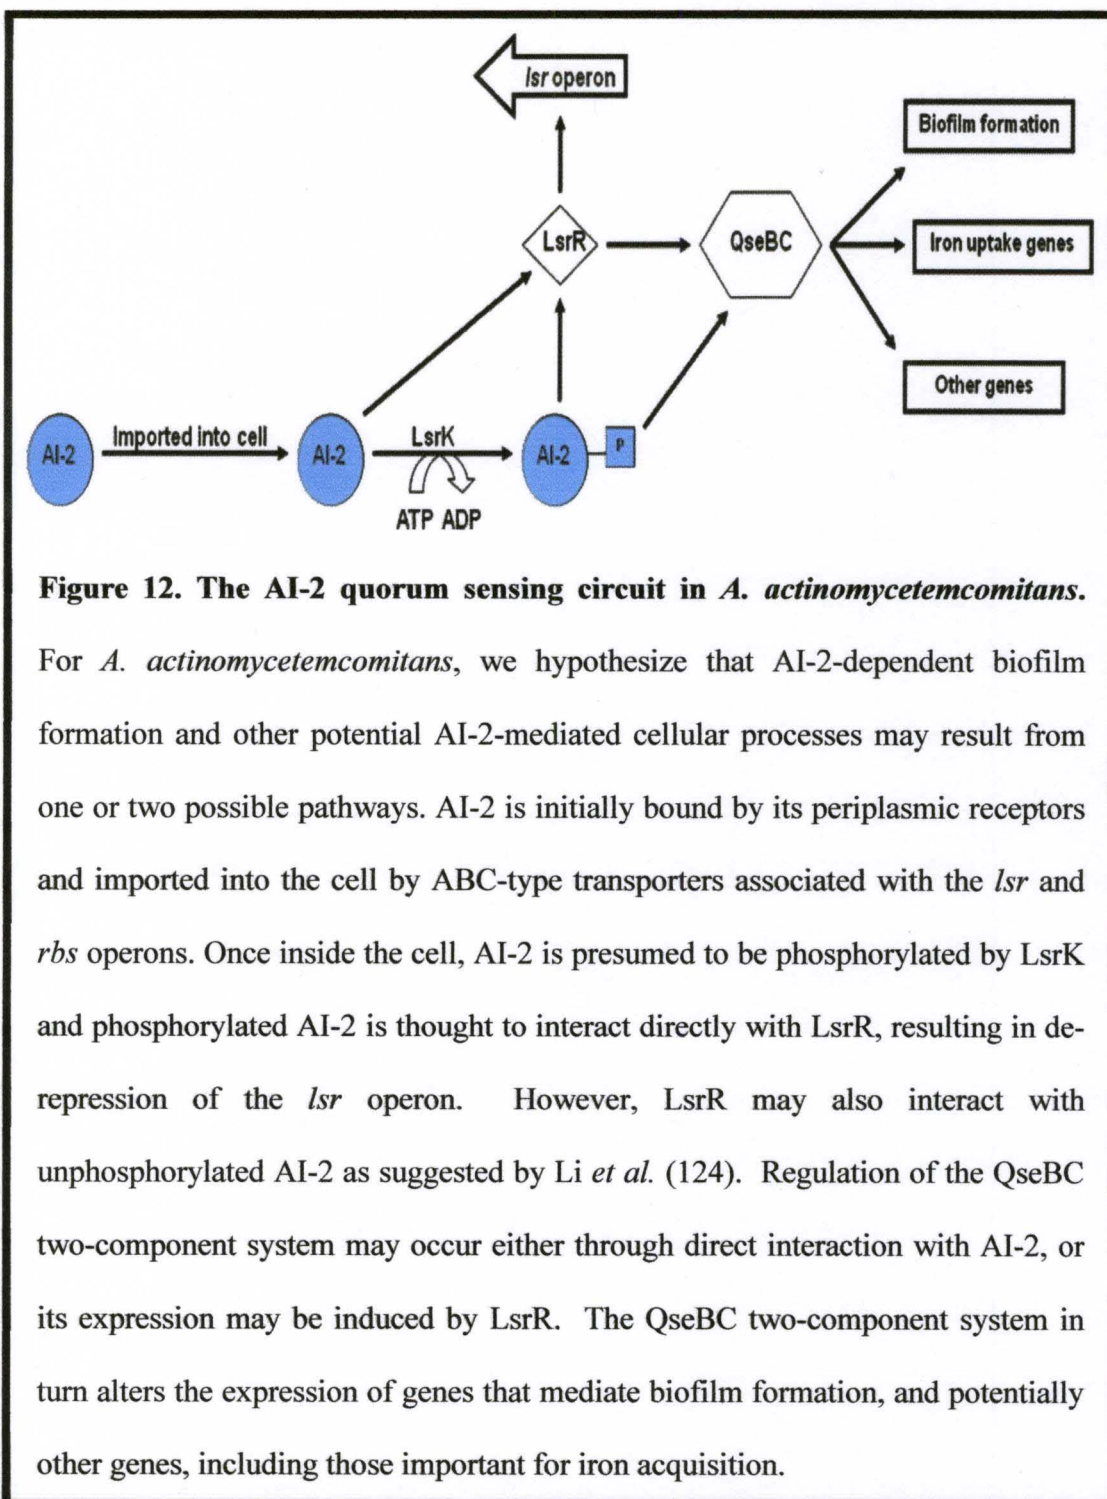 lsr operon
Biofilm formation
LsrR
QseBC
Iron uptake genes
Other genes
AI-2
Imported into cell
AI-2
LsrK
AI-2
P
ATP ADP
Figure 12. The AI-2 quorum sensing circuit in A. actinomycetemcomitans.
For A. actinomycetemcomitans, we hypothesize that AI-2-dependent biofilm
formation and other potential AI-2-mediated cellular processes may result from
one or two possible pathways. AI-2 is initially bound by its periplasmic receptors
and imported into the cell by ABC-type transporters associated with the lsr and
rbs operons. Once inside the cell, AI-2 is presumed to be phosphorylated by LsrK
and phosphorylated AI-2 is thought to interact directly with LsrR, resulting in de-
repression of the lsr operon. However, LsrR may also interact with
unphosphorylated AI-2 as suggested by Li et al. (124). Regulation of the QseBC
two-component system may occur either through direct interaction with AI-2, or
its expression may be induced by LsrR. The QseBC two-component system in
turn alters the expression of genes that mediate biofilm formation, and potentially
other genes, including those important for iron acquisition.